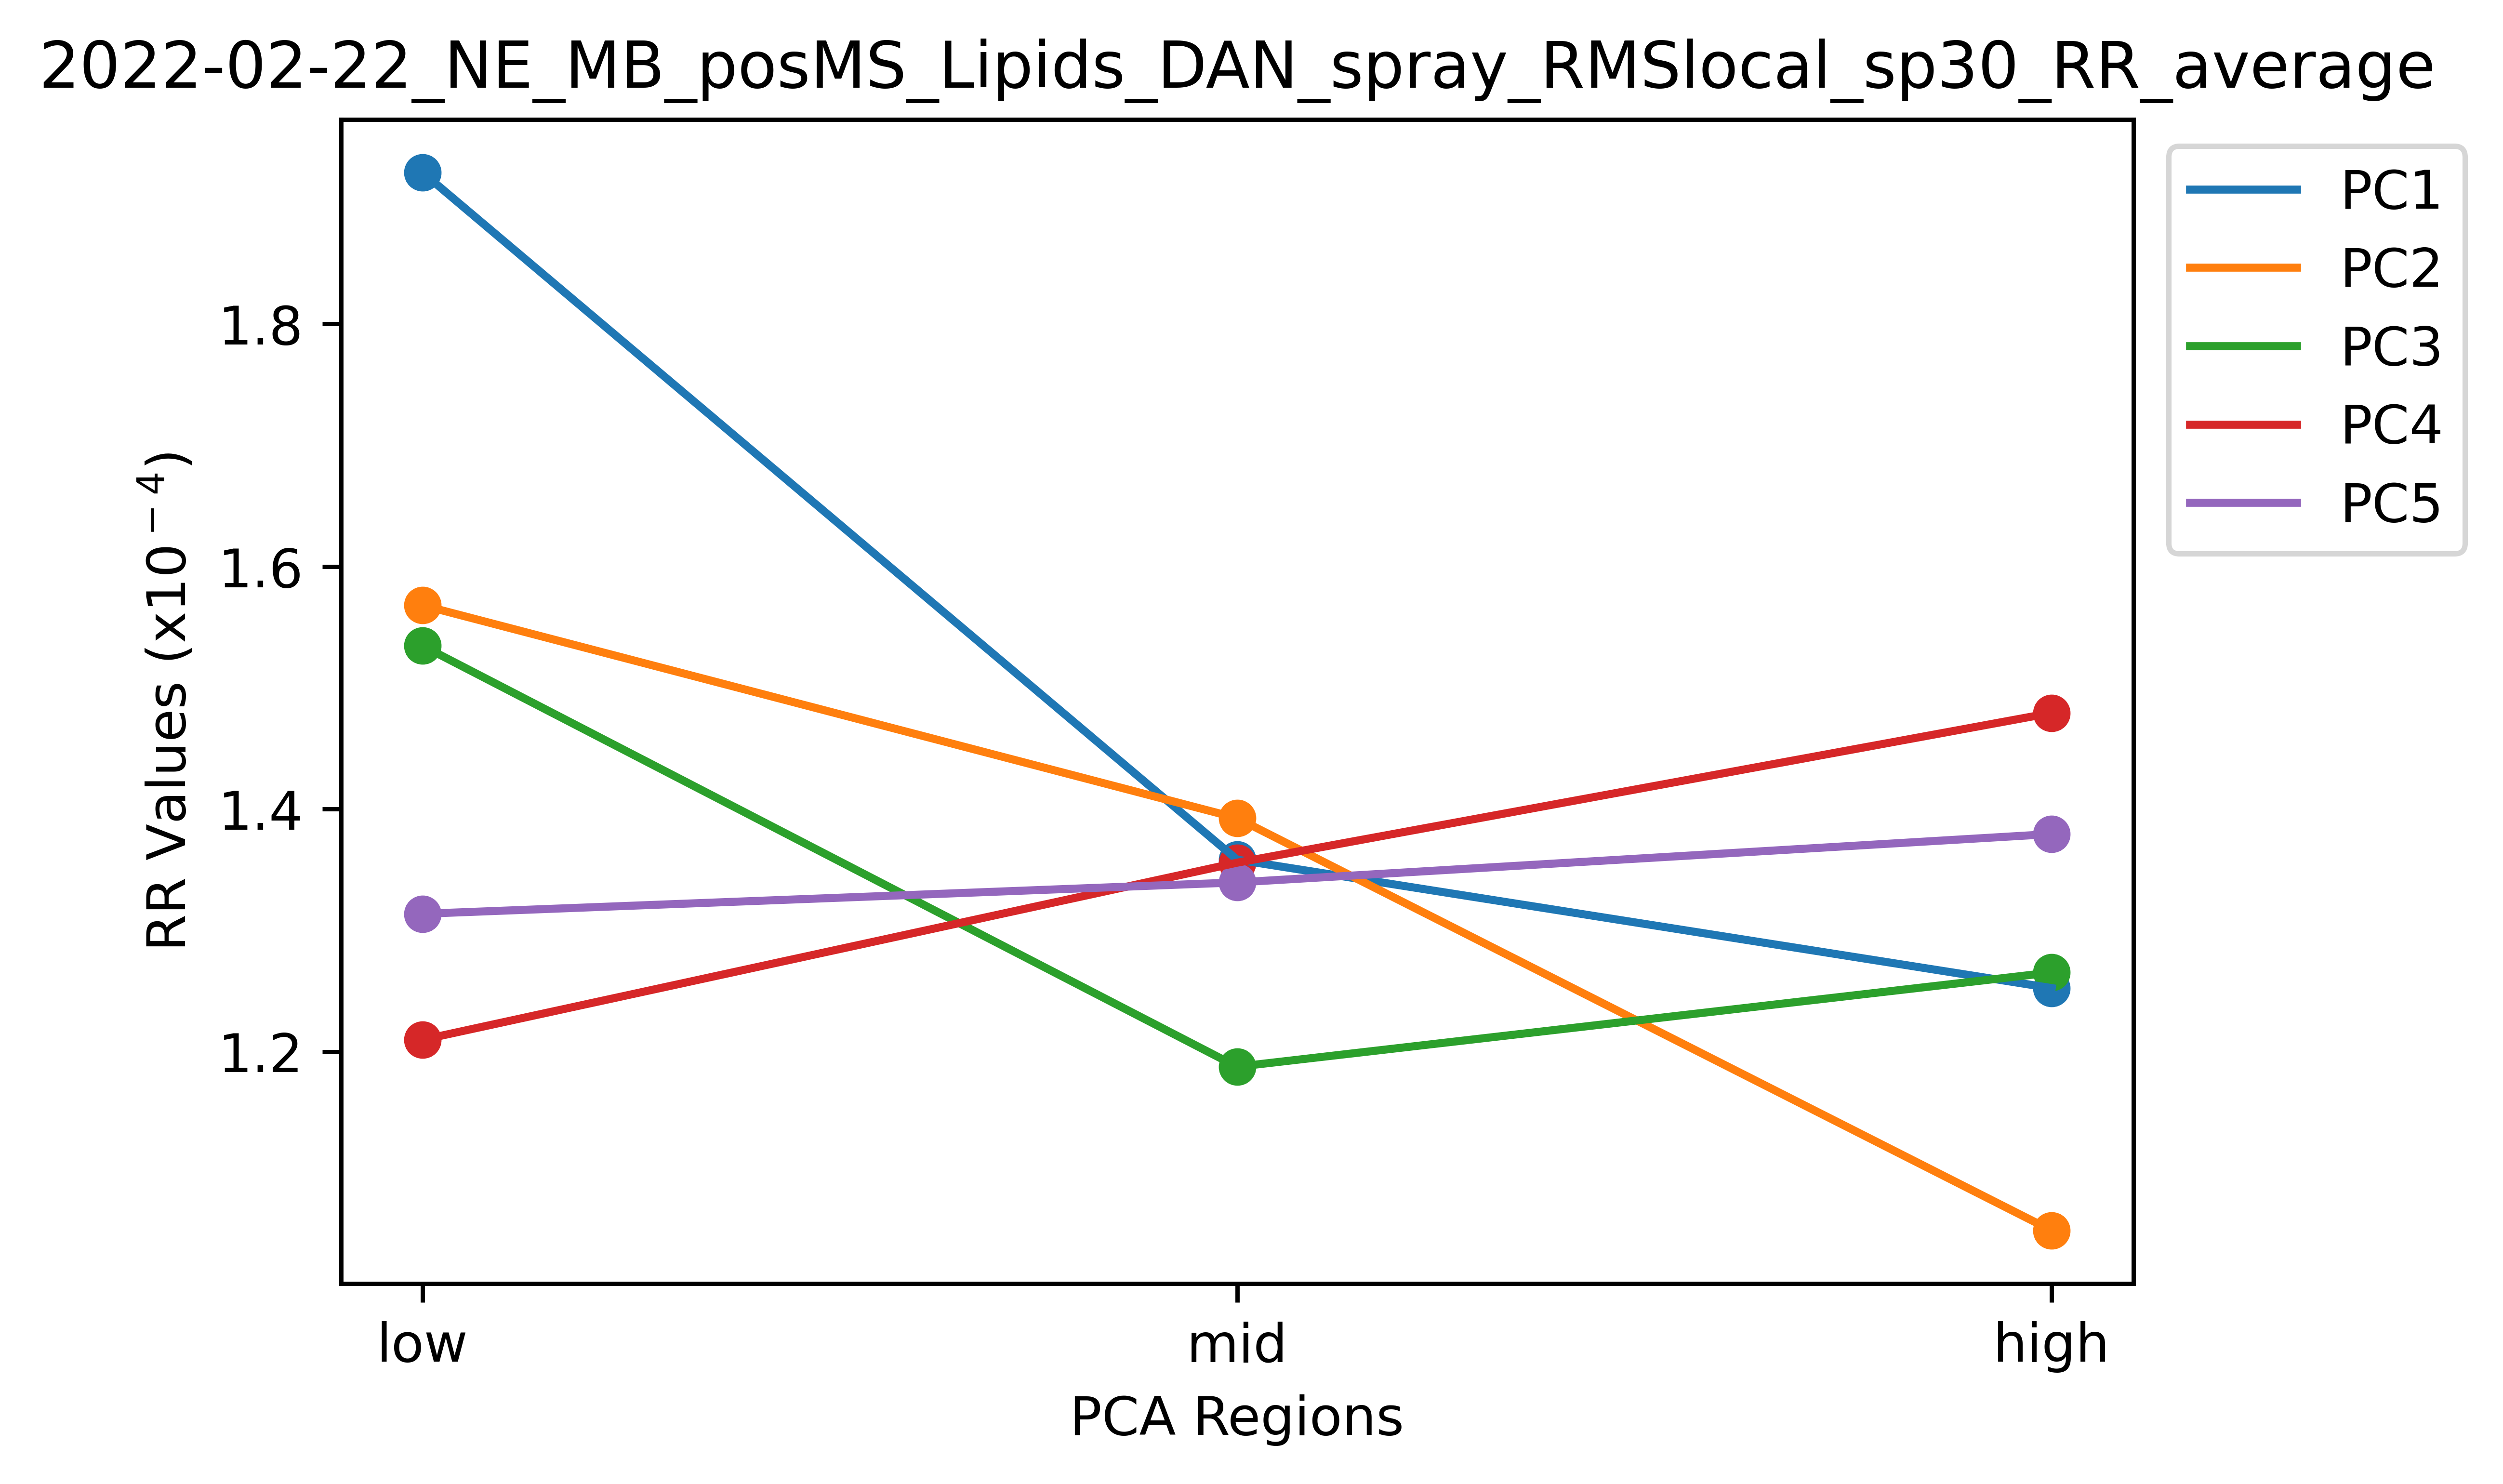 2022-02-22_NE_MB_posMS_Lipids_DAN_spray_RMSlocal_sp30_RR_average
PC1
PC2
PC3
PC4
PC5
RR Values (x10⁻⁴)
1.8
1.6
1.4
1.2
low mid high
PCA Regions